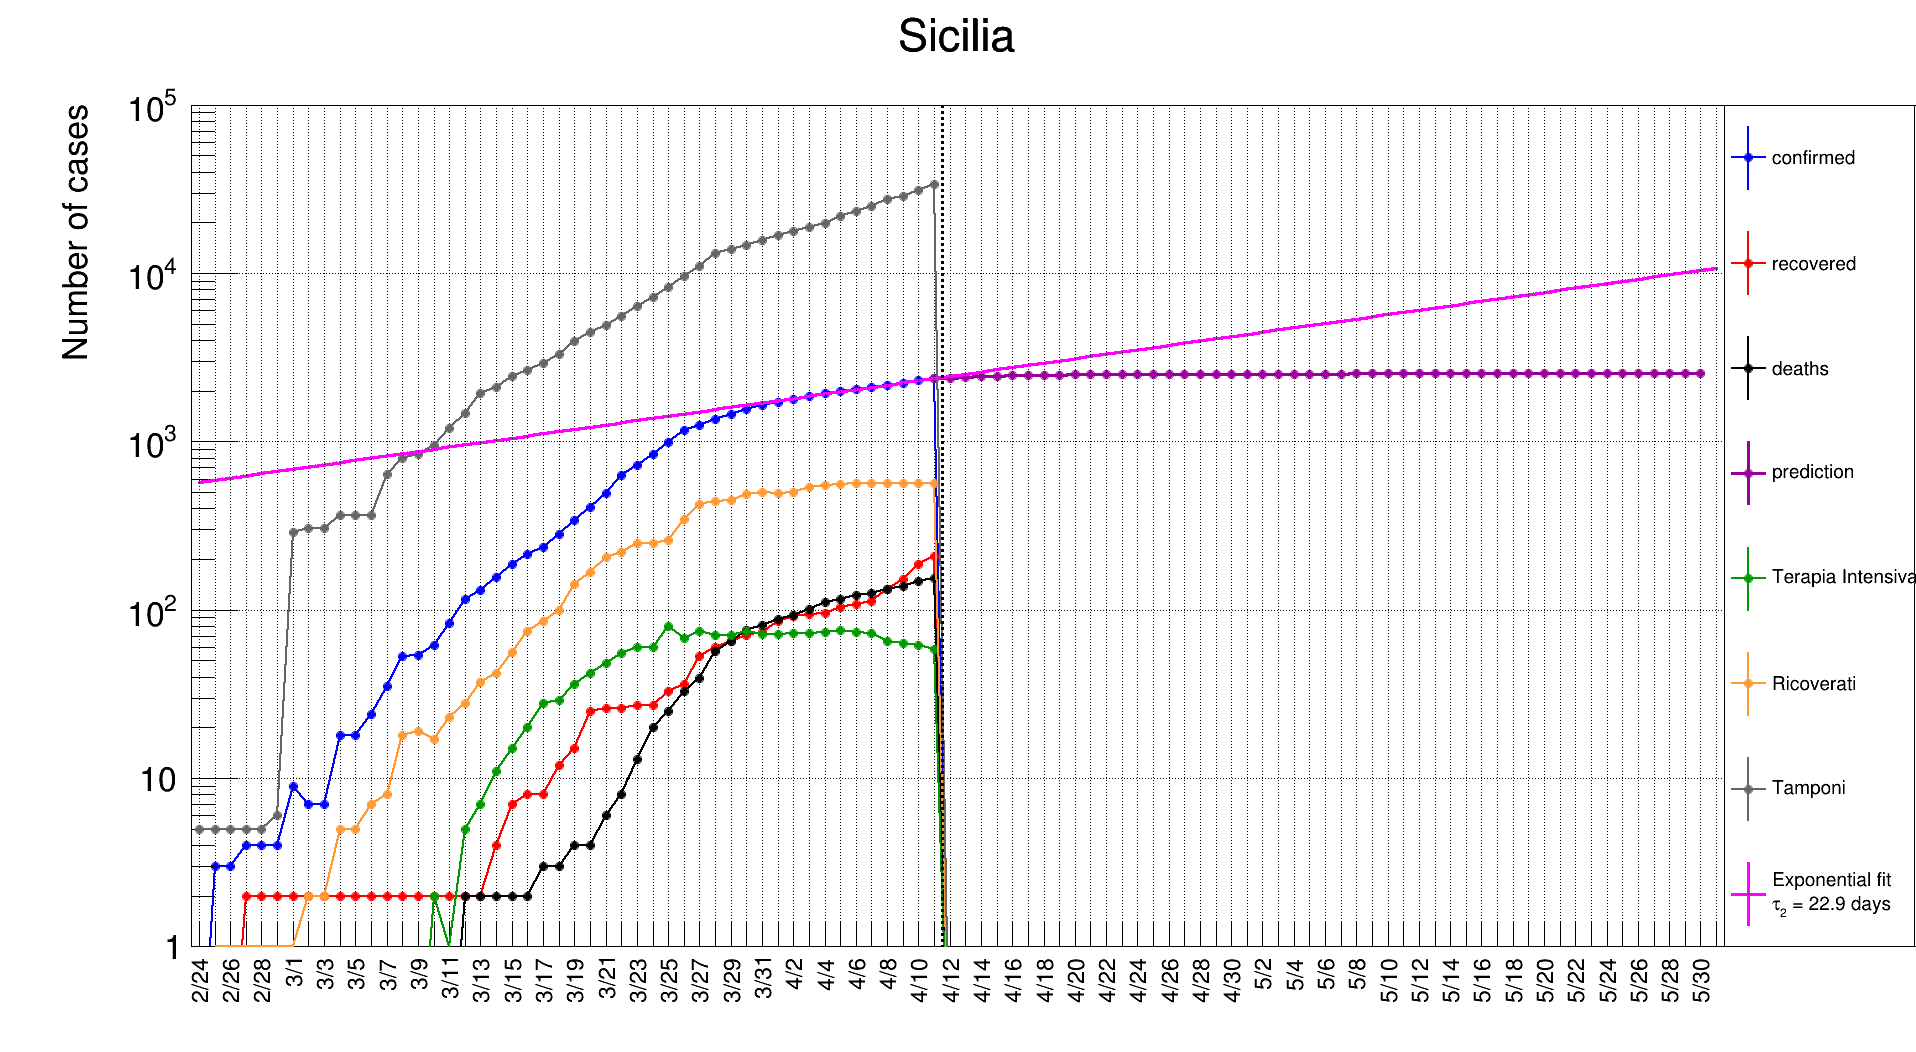 Sicilia
Number of cases
10^5
10^4
10^3
10^2
10
1
2/24 2/26 2/28 3/1 3/3 3/5 3/7 3/9 3/11 3/13 3/15 3/17 3/19 3/21 3/23 3/25 3/27 3/29 3/31 4/2 4/4 4/6 4/8 4/10 4/12 4/14 4/16 4/18 4/20 4/22 4/24 4/26 4/28 4/30 5/2 5/4 5/6 5/8 5/10 5/12 5/14 5/16 5/18 5/20 5/22 5/24 5/26 5/28 5/30
confirmed
recovered
deaths
prediction
Terapia Intensiva
Ricoverati
Tamponi
Exponential fit
τ₂ = 22.9 days